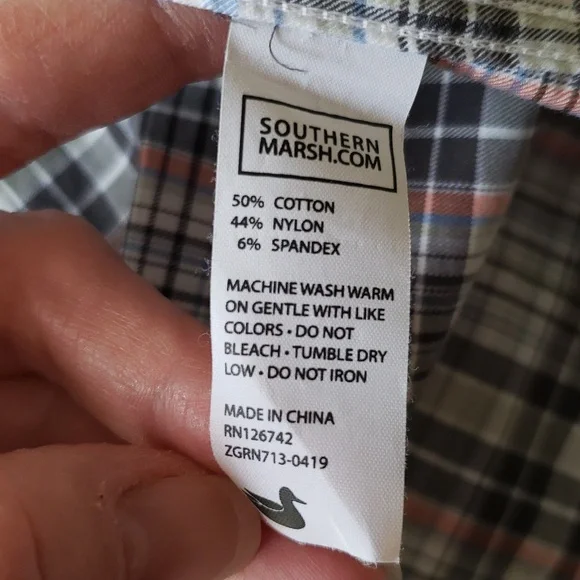 SOUTHERN
MARSH.COM
50% COTTON
44% NYLON
6% SPANDEX
MACHINE WASH WARM
ON GENTLE WITH LIKE
COLORS • DO NOT
BLEACH • TUMBLE DRY
LOW • DO NOT IRON
MADE IN CHINA
RN126742
ZGRN713-0419